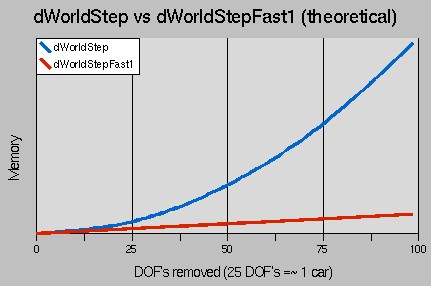 dWorldStep vs dWorldStepFast1 (theoretical)
dWorldStep
dWorldStepFast1
Memory
0 25 50 75 100
DOF's removed (25 DOF's =~ 1 car)